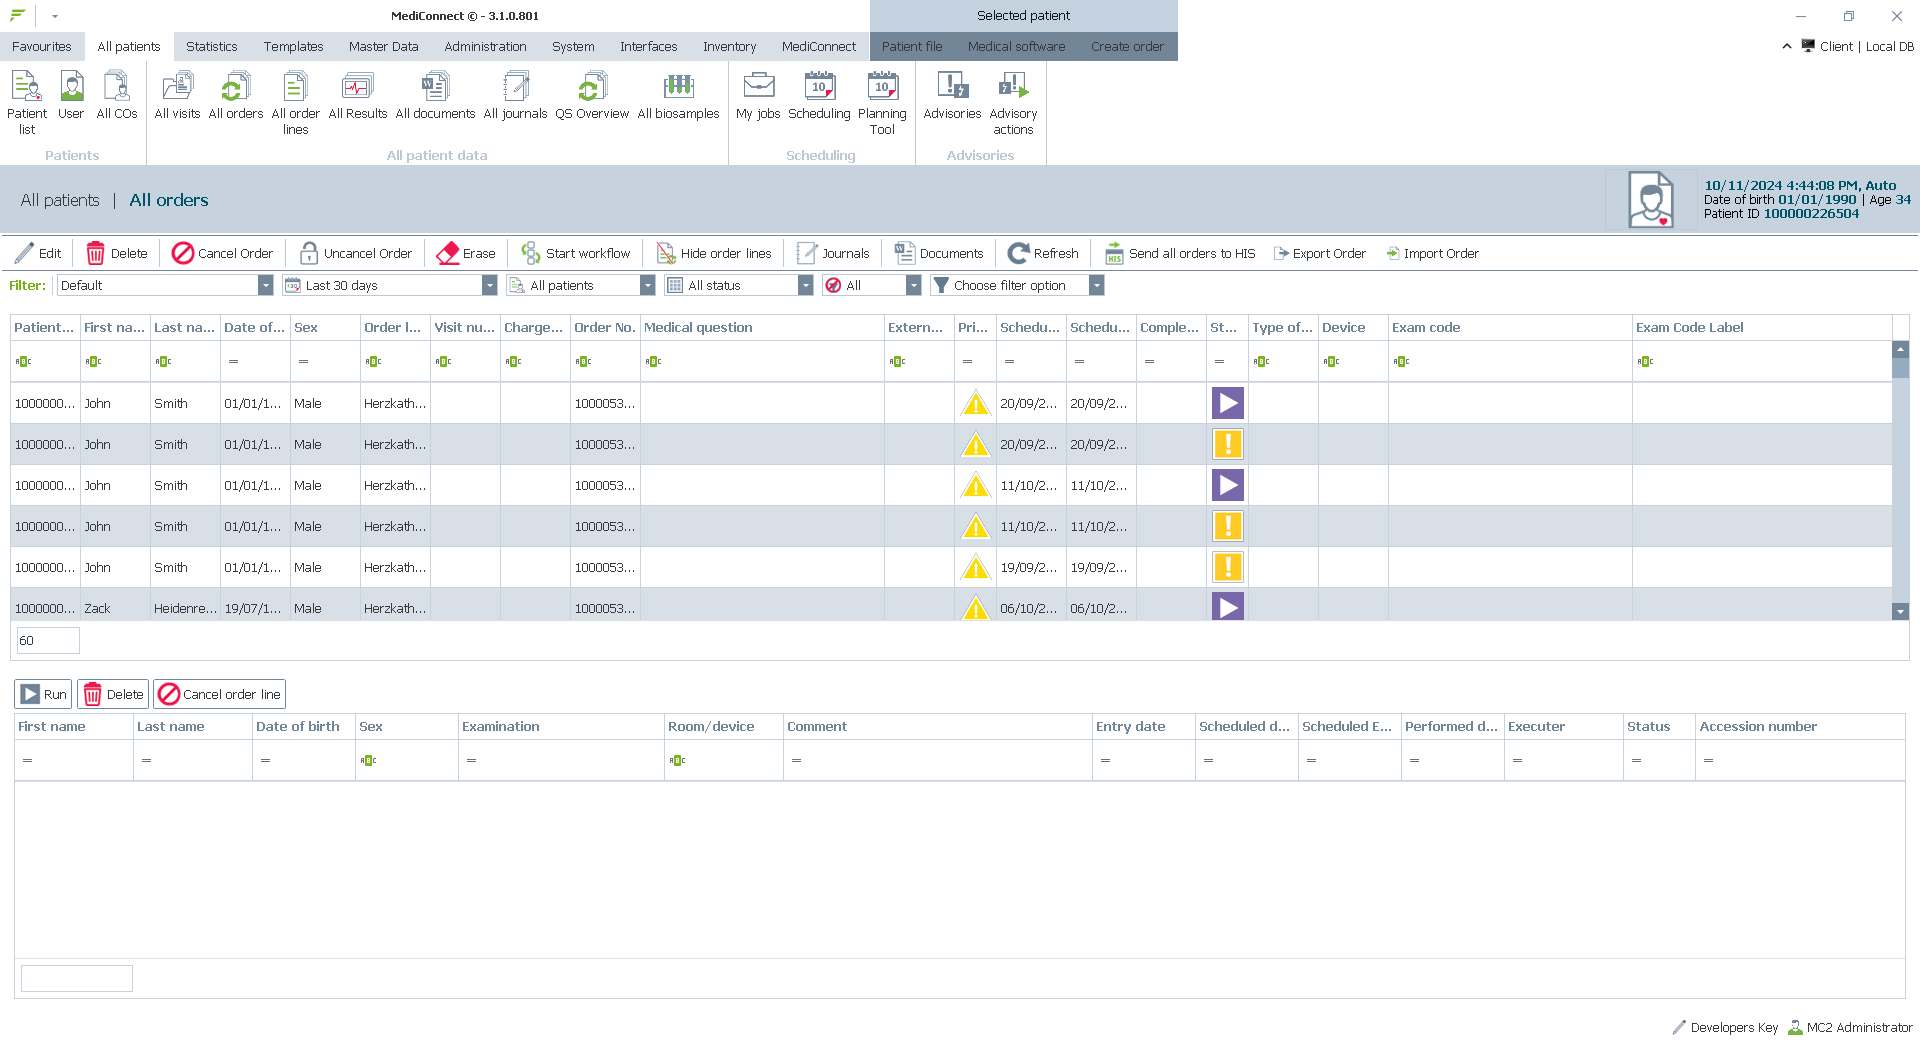 MediConnect © - 3.1.0.801
Selected patient
Favourites All patients Statistics Templates Master Data Administration System Interfaces Inventory MediConnect Patient file Medical software Create order
Client | Local DB
Patient list User All COs All visits All orders All order lines All Results All documents All journals QS Overview All biosamples My jobs Scheduling Planning Tool Advisories Advisory actions
Patients All patient data Scheduling Advisories
All patients | All orders
10/11/2024 4:44:08 PM, Auto
Date of birth 01/01/1990 | Age 34
Patient ID 100000226504
Edit Delete Cancel Order Uncancel Order Erase Start workflow Hide order lines Journals Documents Refresh Send all orders to HIS Export Order Import Order
Filter: Default Last 30 days All patients All status All Choose filter option
Patient... First na... Last na... Date of... Sex Order l... Visit nu... Charge... Order No. Medical question Extern... Pri... Schedu... Schedu... Comple... St... Type of... Device Exam code Exam Code Label
1000000... John Smith 01/01/1... Male Herzkath... 1000053... 20/09/2... 20/09/2...
1000000... John Smith 01/01/1... Male Herzkath... 1000053... 20/09/2... 20/09/2...
1000000... John Smith 01/01/1... Male Herzkath... 1000053... 11/10/2... 11/10/2...
1000000... John Smith 01/01/1... Male Herzkath... 1000053... 11/10/2... 11/10/2...
1000000... John Smith 01/01/1... Male Herzkath... 1000053... 19/09/2... 19/09/2...
1000000... Zack Heidenre... 19/07/1... Male Herzkath... 1000053... 06/10/2... 06/10/2...
60
Run Delete Cancel order line
First name Last name Date of birth Sex Examination Room/device Comment Entry date Scheduled d... Scheduled E... Performed d... Executer Status Accession number
Developers Key MC2 Administrator